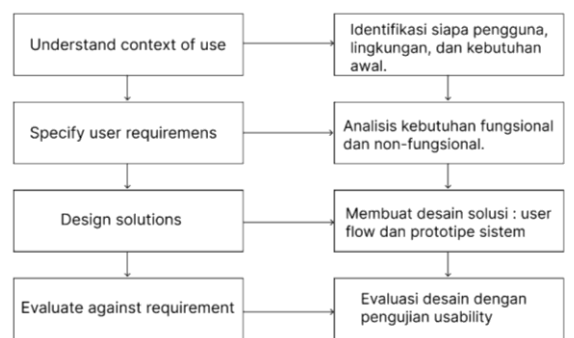 Understand context of use
Identifikasi siapa pengguna,
lingkungan, dan kebutuhan
awal.
Specify user requiremens
Analisis kebutuhan fungsional
dan non-fungsional.
Design solutions
Membuat desain solusi : user
flow dan prototipe sistem
Evaluate against requirement
Evaluasi desain dengan
pengujian usability